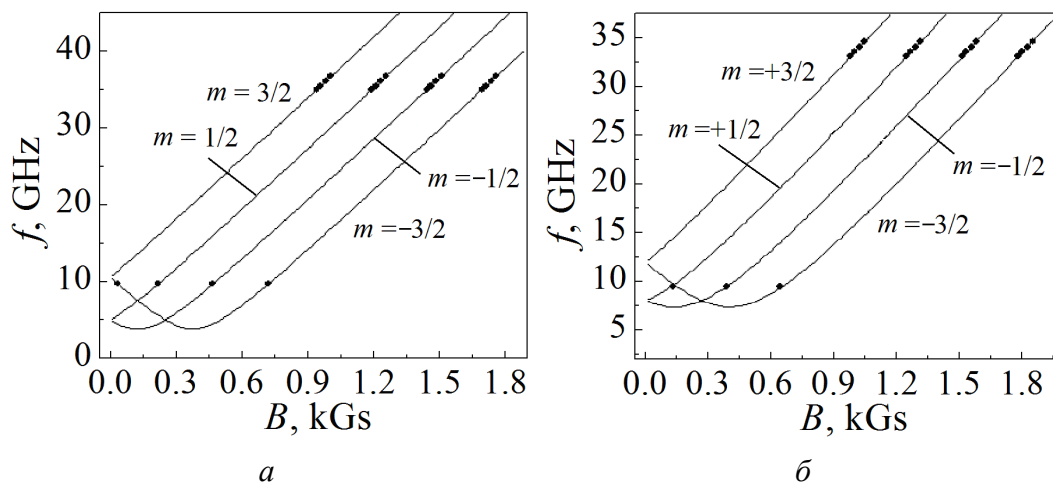 f, GHz
40
30
20
10
0
m = 3/2
m = 1/2
m =−1/2
m =−3/2
0.0 0.3 0.6 0.9 1.2 1.5 1.8
B, kGs
а
f, GHz
35
30
25
20
15
10
5
m =+3/2
m =+1/2
m =−1/2
m =−3/2
0.0 0.3 0.6 0.9 1.2 1.5 1.8
B, kGs
б